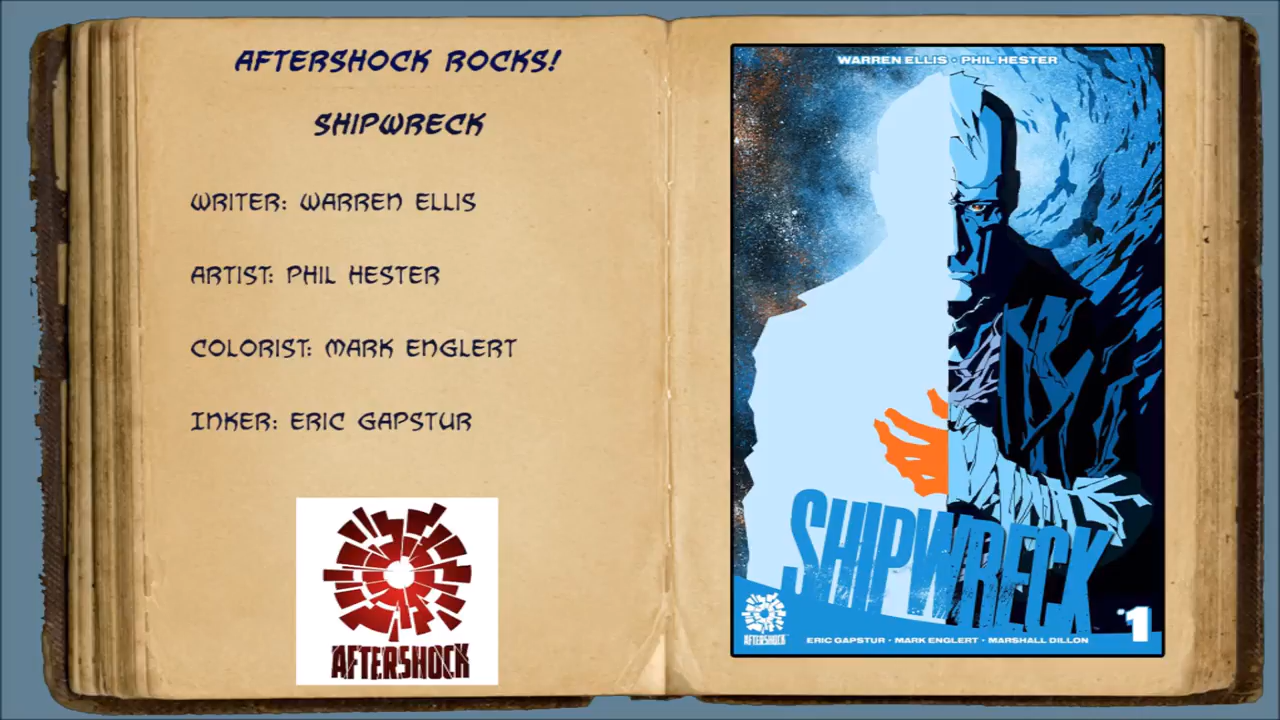 AFTERSHOCK ROCKS!
SHIPWRECK
WRITER: WARREN ELLIS
ARTIST: PHIL HESTER
COLORIST: MARK ENGLERT
INKER: ERIC GAPSTUR
AFTERSHOCK
WARREN ELLIS · PHIL HESTER
SHIPWRECK
AFTERSHOCK
ERIC GAPSTUR · MARK ENGLERT · MARSHALL DILLON
#1